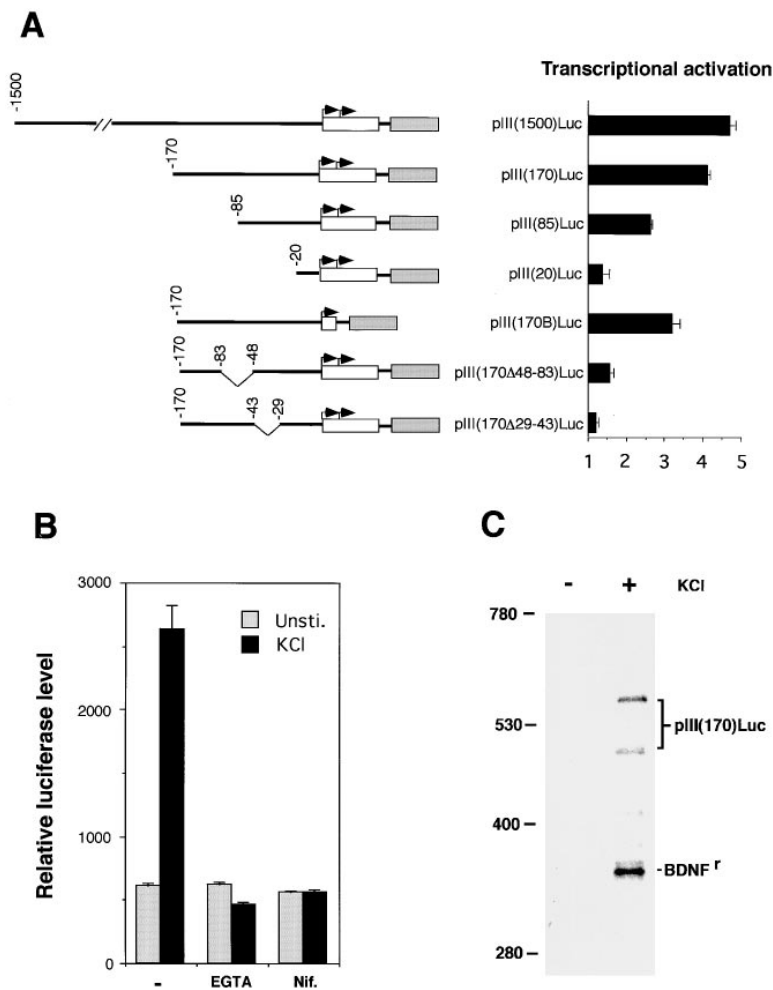 A
Transcriptional activation
-1500
pIII(1500)Luc
-170
pIII(170)Luc
-85
pIII(85)Luc
-20
pIII(20)Luc
-170
pIII(170B)Luc
-170
-83
-48
pIII(170Δ48-83)Luc
-170
-43
-29
pIII(170Δ29-43)Luc
1 2 3 4 5
B
Relative luciferase level
3000
2000
1000
0
Unsti.
KCl
- EGTA Nif.
C
- + KCl
780
530
400
280
pIII(170)Luc
-BDNF r